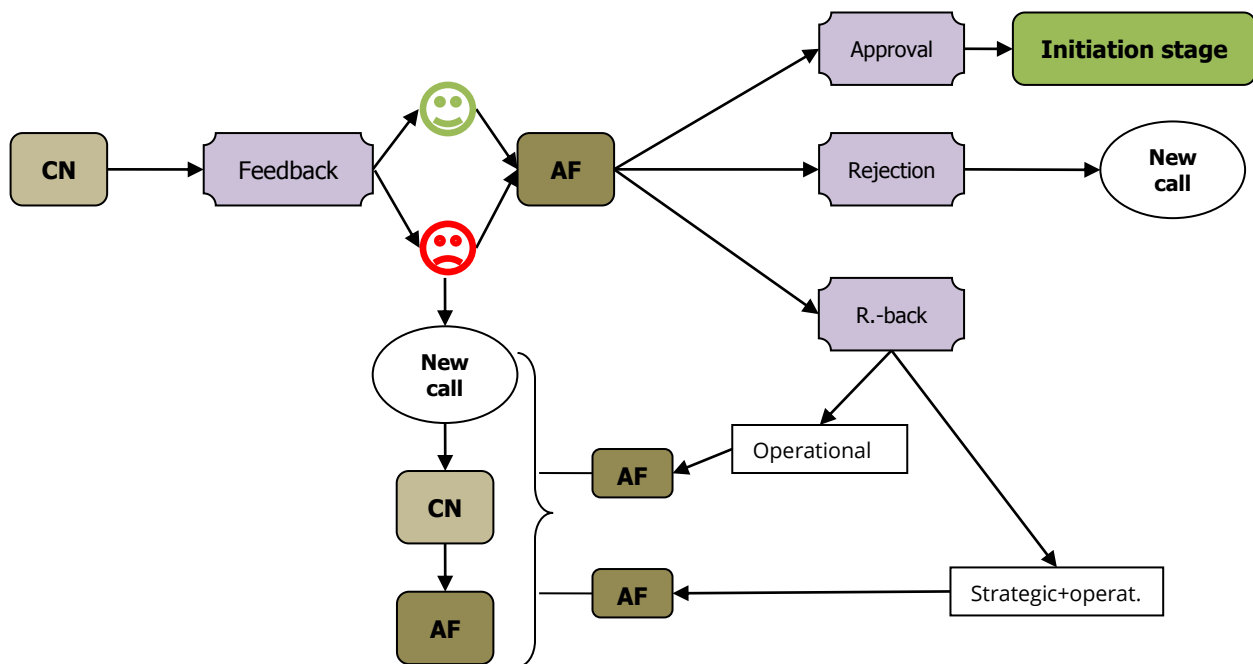 Approval
Initiation stage
CN
Feedback
AF
Rejection
New
call
R.-back
New
call
Operational
AF
CN
AF
Strategic+operat.
AF